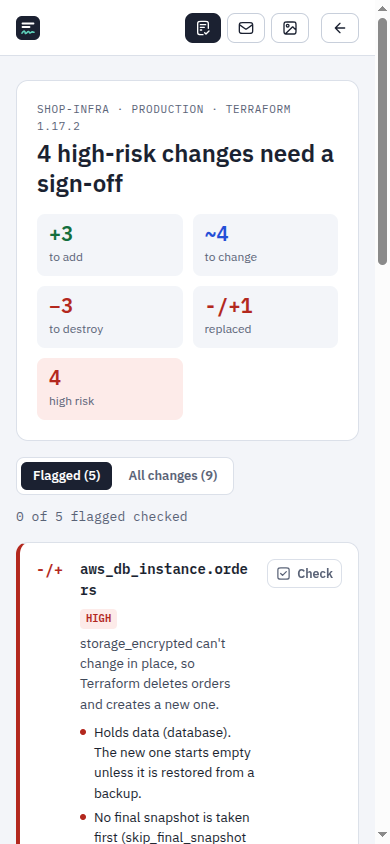 SHOP-INFRA · PRODUCTION · TERRAFORM
1.17.2
4 high-risk changes need a
sign-off
+3
to add
~4
to change
−3
to destroy
-/+1
replaced
4
high risk
Flagged (5)
All changes (9)
0 of 5 flagged checked
-/+
aws_db_instance.orde
rs
Check
HIGH
storage_encrypted can't
change in place, so
Terraform deletes orders
and creates a new one.
Holds data (database).
The new one starts empty
unless it is restored from a
backup.
No final snapshot is taken
first (skip_final_snapshot